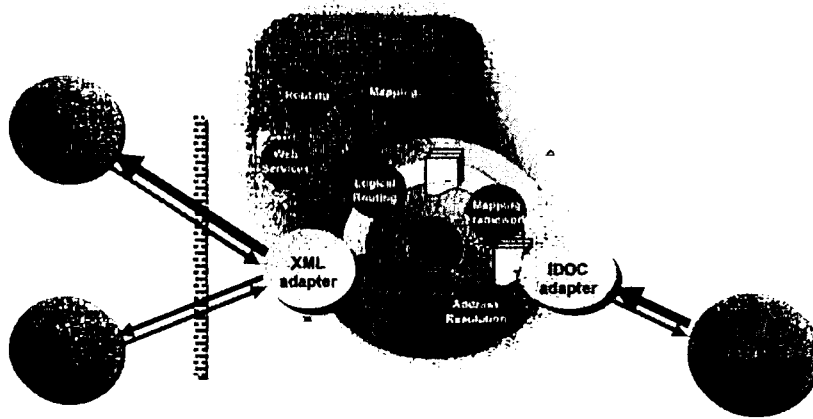 Routing
Mapping
Web
Services
Logical
Routing
Mapping
Framework
XML
adapter
IDOC
adapter
Address
Resolution